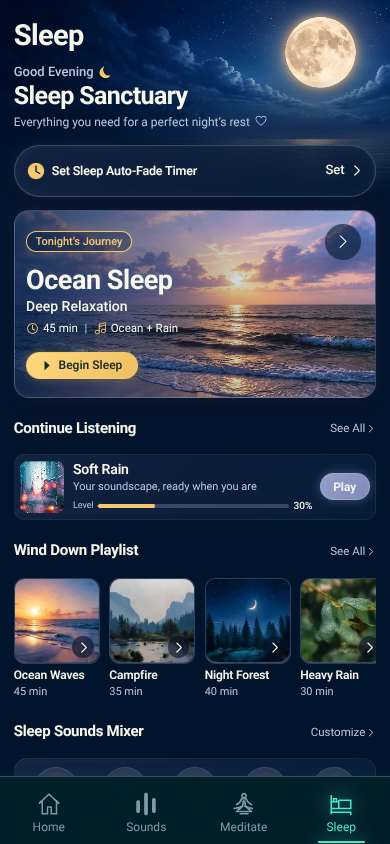 Sleep
Good Evening
Sleep Sanctuary
Everything you need for a perfect night's rest
Set Sleep Auto-Fade Timer
Set
Tonight's Journey
Ocean Sleep
Deep Relaxation
45 min | Ocean + Rain
Begin Sleep
Continue Listening
See All
Soft Rain
Your soundscape, ready when you are
Level
30%
Play
Wind Down Playlist
See All
Ocean Waves
45 min
Campfire
35 min
Night Forest
40 min
Heavy Rain
30 min
Sleep Sounds Mixer
Customize
Home
Sounds
Meditate
Sleep